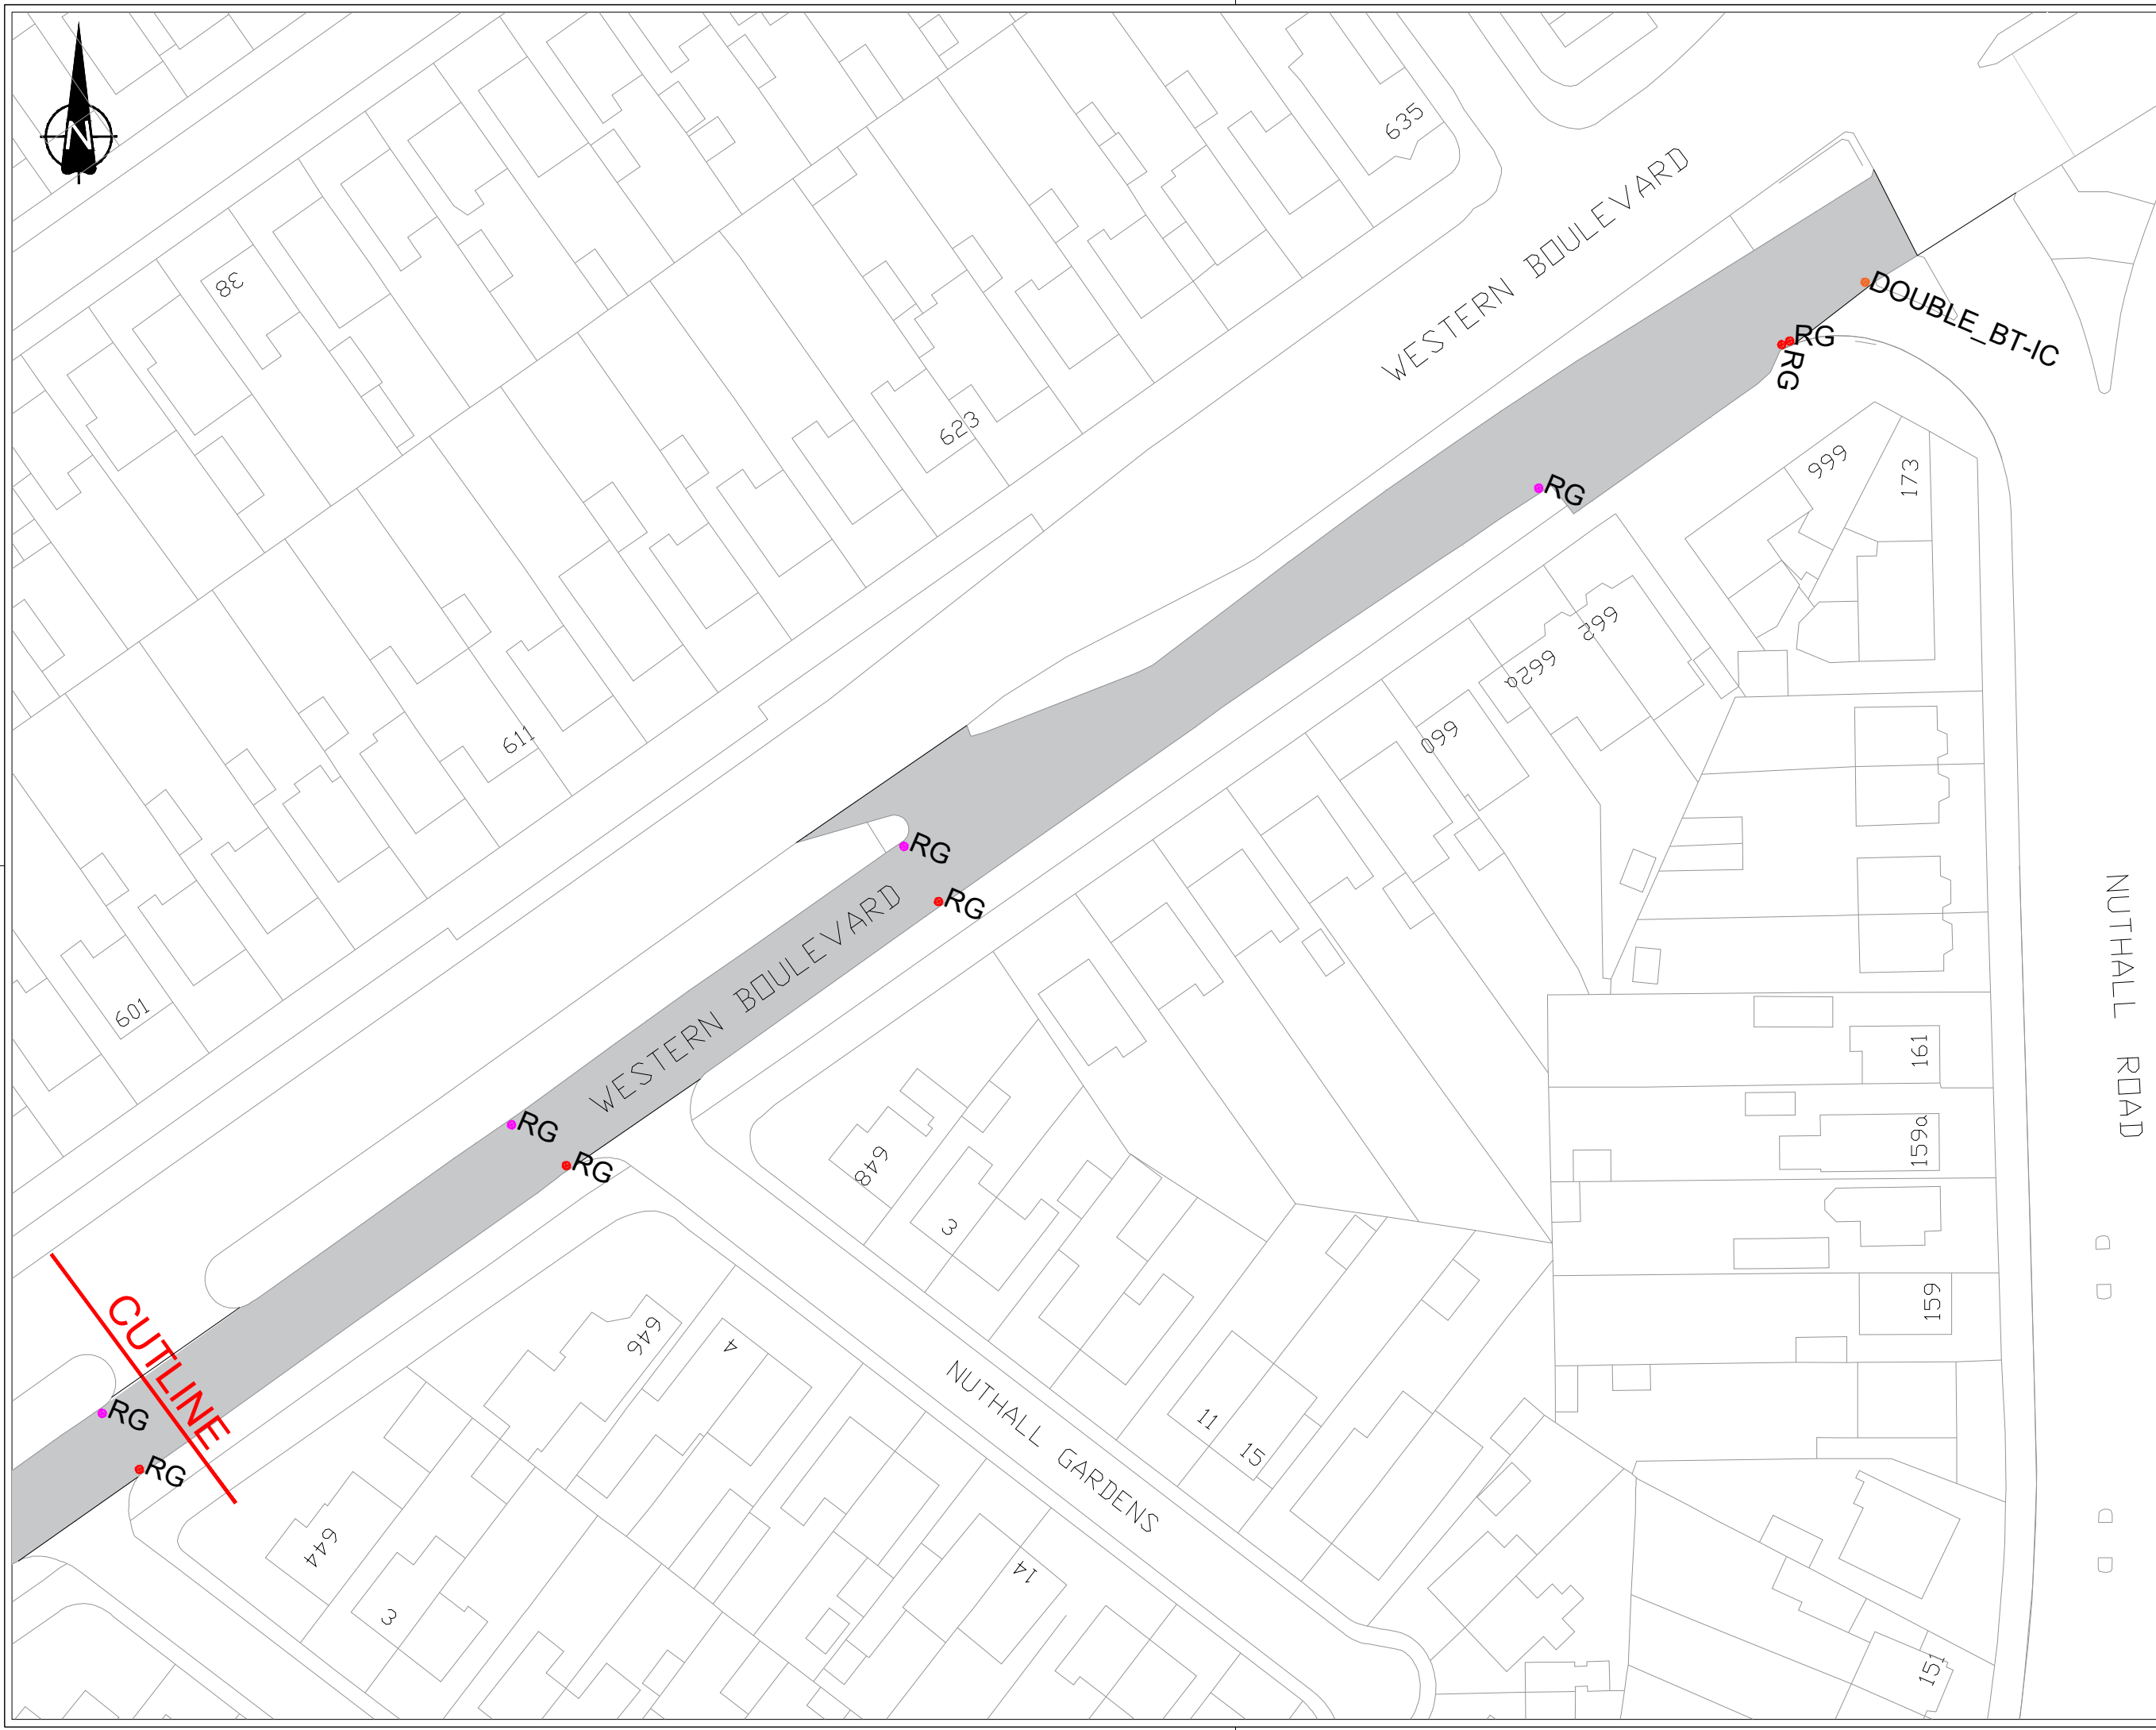 N
635
WESTERN BOULEVARD
38
DOUBLE_BT-IC
RG
RG
623
666
173
RG
662
662a
660
611
RG
RG
WESTERN BOULEVARD
NUTHALL ROAD
601
161
RG
159a
RG
648
3
159
646
4
CUTLINE
NUTHALL GARDENS
RG
11
RG
15
644
14
3
151